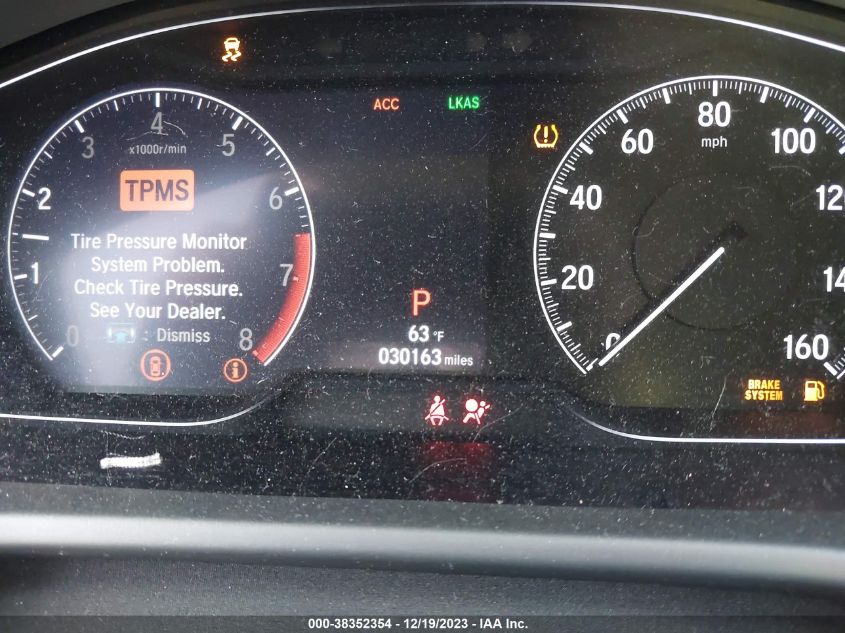 ACC
LKAS
4
3
5
x1000r/min
2
6
TPMS
Tire Pressure Monitor
System Problem.
1
7
Check Tire Pressure.
See Your Dealer.
: Dismiss
0
8
P
63 °F
030163 miles
80
60
100
mph
40
120
20
0
160
BRAKE
SYSTEM
000-38352354 - 12/19/2023 - IAA Inc.